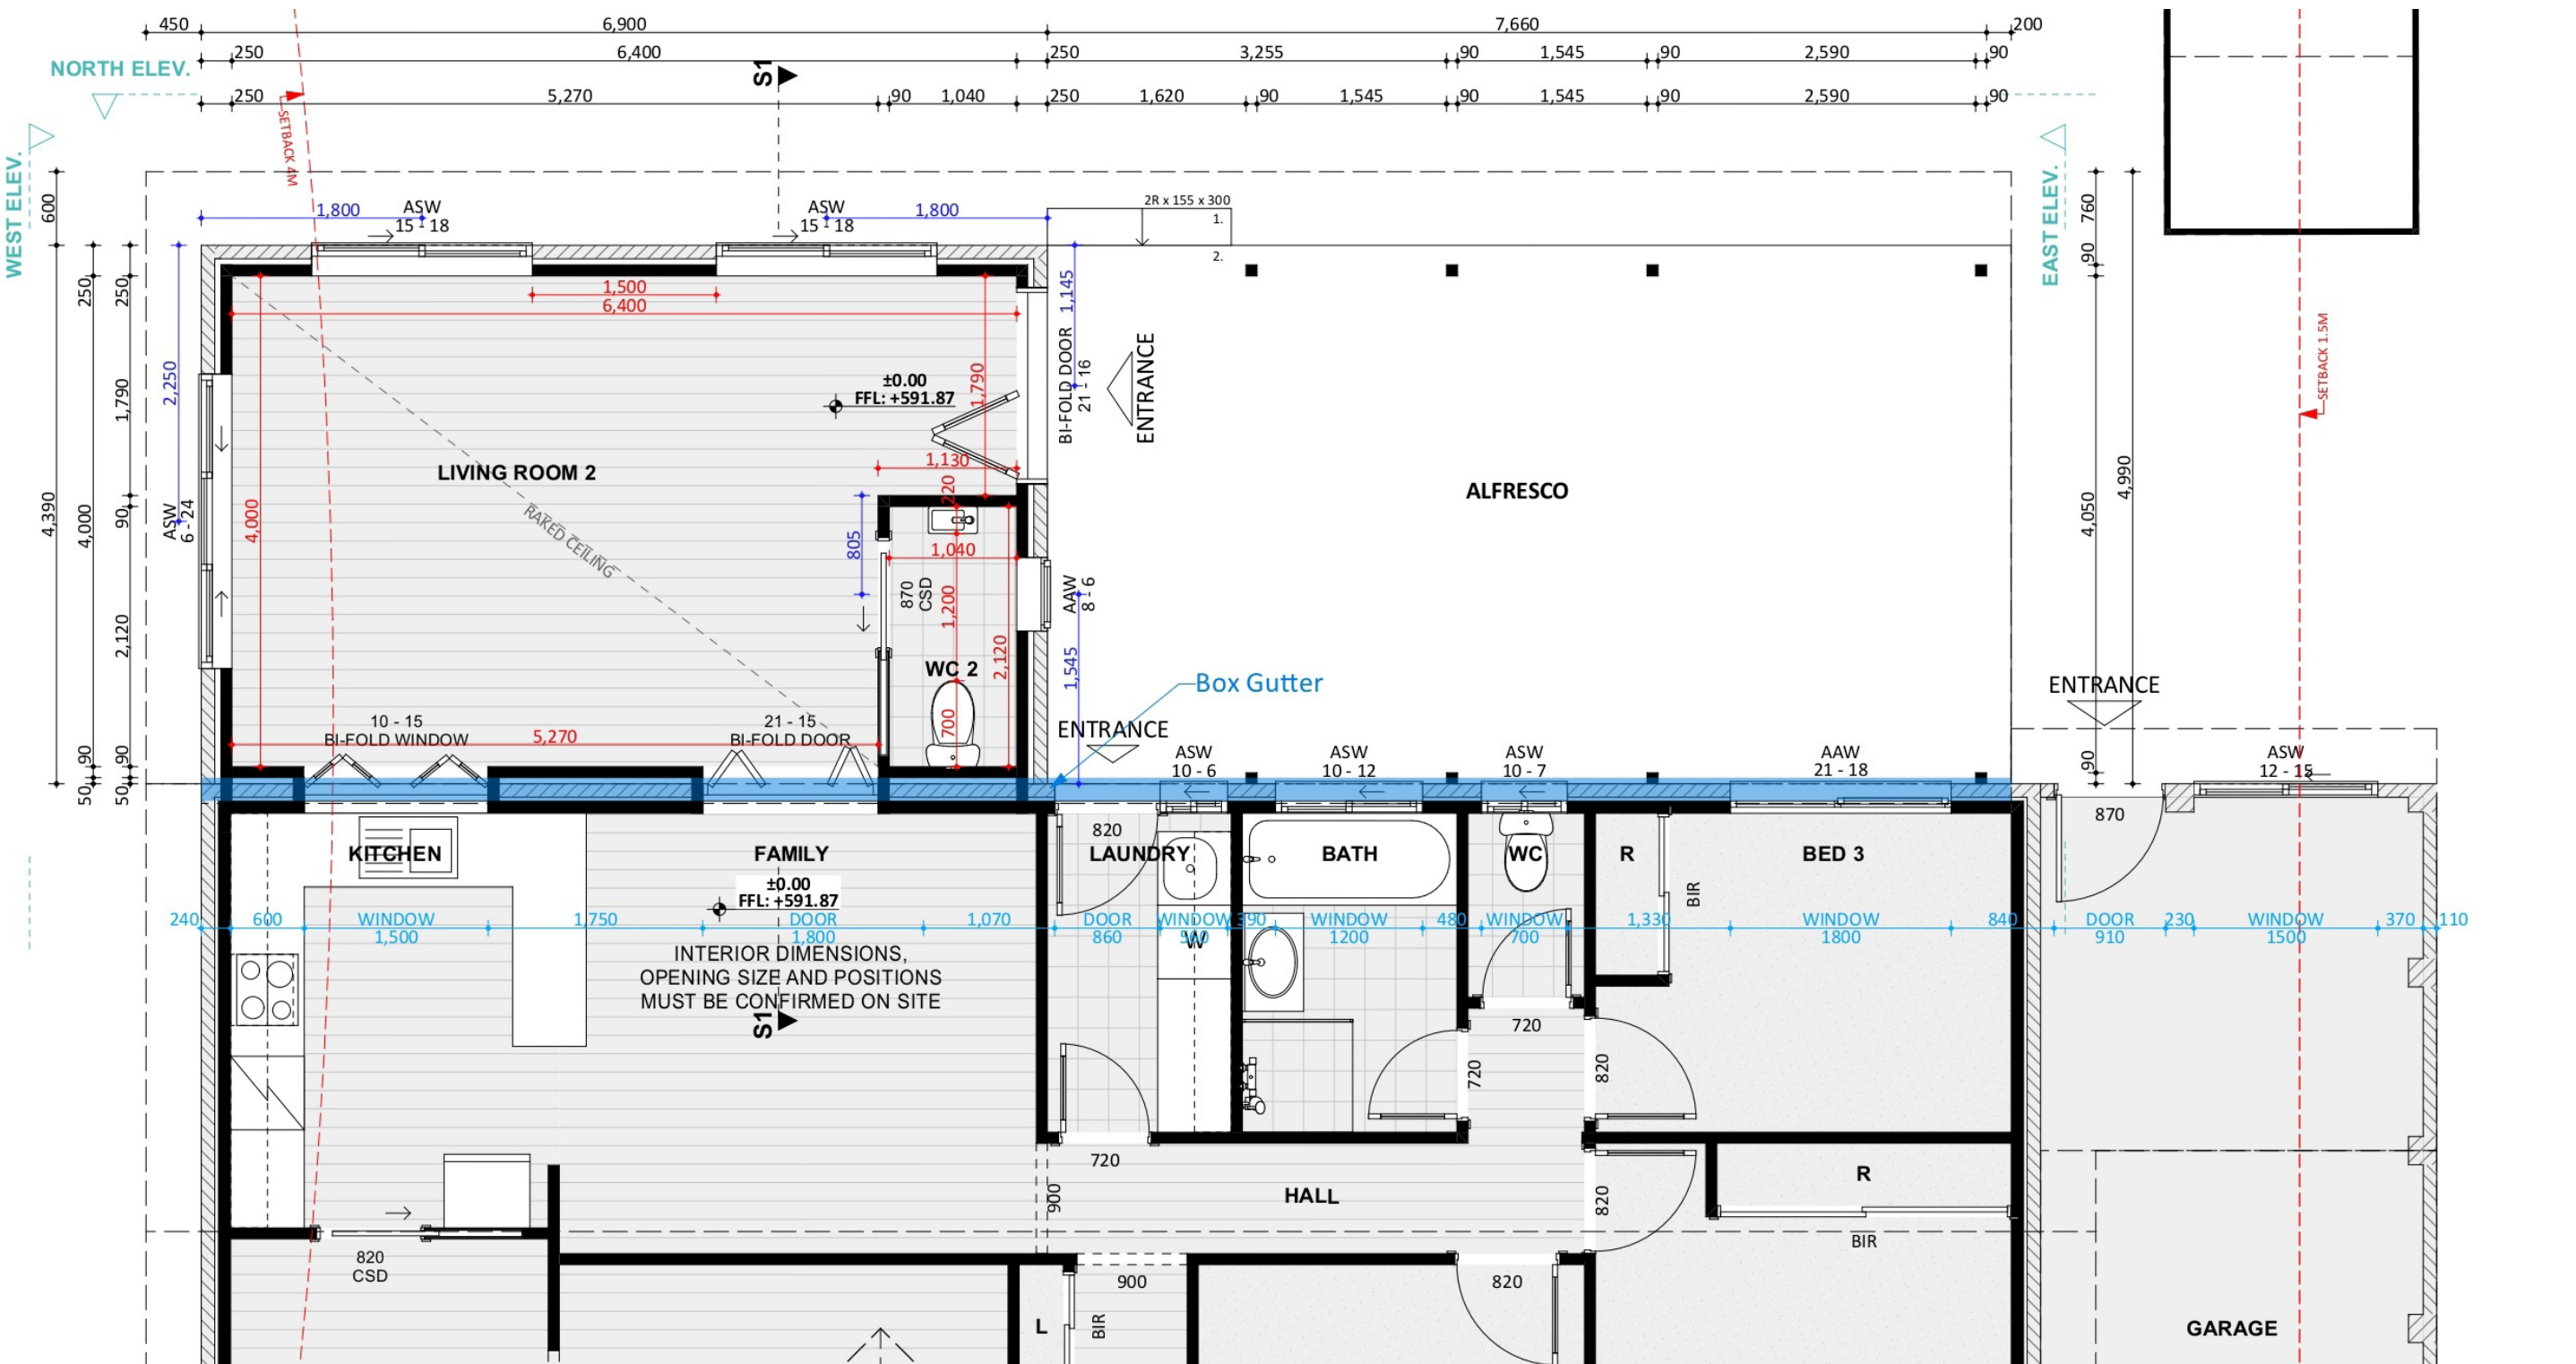 450
6,900
7,660
200
250
6,400
250
3,255
90
1,545
90
2,590
90
NORTH ELEV.
S1
250
5,270
90
1,040
250
1,620
90
1,545
90
1,545
90
2,590
90
SETBACK 4M
WEST ELEV.
EAST ELEV.
600
760
90
1,800
ASW
15 - 18
ASW
15 - 18
1,800
2R x 155 x 300
1.
2.
250
250
1,500
6,400
1,145
BI-FOLD DOOR
21 - 16
ENTRANCE
SETBACK 1.5M
2,250
1,790
1,790
±0.00
FFL: +591.87
LIVING ROOM 2
1,130
220
ALFRESCO
4,390
4,000
90
ASW
6 - 24
4,000
RAKED CEILING
805
1,040
870
CSD
1,200
AAW
8 - 6
4,050
4,990
2,120
2,120
WC 2
1,545
Box Gutter
ENTRANCE
700
10 - 15
BI-FOLD WINDOW
5,270
21 - 15
BI-FOLD DOOR
ENTRANCE
90
90
50
50
ASW
10 - 6
ASW
10 - 12
ASW
10 - 7
AAW
21 - 18
90
ASW
12 - 15
820
870
KITCHEN
FAMILY
LAUNDRY
BATH
WC
R
BED 3
±0.00
FFL: +591.87
BIR
240
600
WINDOW
1,500
1,750
DOOR
1,800
1,070
DOOR
860
WINDOW
560
390
WINDOW
1200
480
WINDOW
700
1,330
WINDOW
1800
840
DOOR
910
230
WINDOW
1500
370
110
W
INTERIOR DIMENSIONS,
OPENING SIZE AND POSITIONS
MUST BE CONFIRMED ON SITE
S1
720
720
820
720
900
HALL
820
R
BIR
820
CSD
900
820
L
BIR
GARAGE